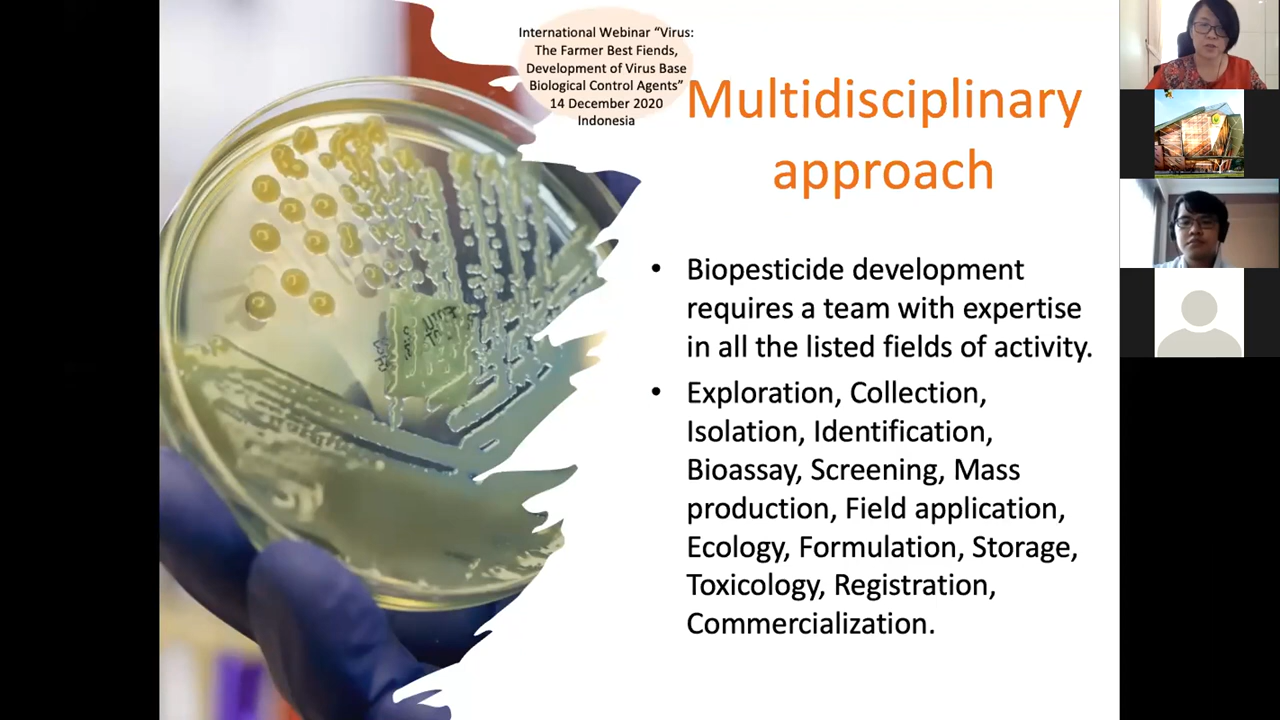 International Webinar “Virus:
The Farmer Best Fiends,
Development of Virus Base
Biological Control Agents”
14 December 2020
Indonesia
Multidisciplinary
approach
• Biopesticide development
requires a team with expertise
in all the listed fields of activity.
• Exploration, Collection,
Isolation, Identification,
Bioassay, Screening, Mass
production, Field application,
Ecology, Formulation, Storage,
Toxicology, Registration,
Commercialization.